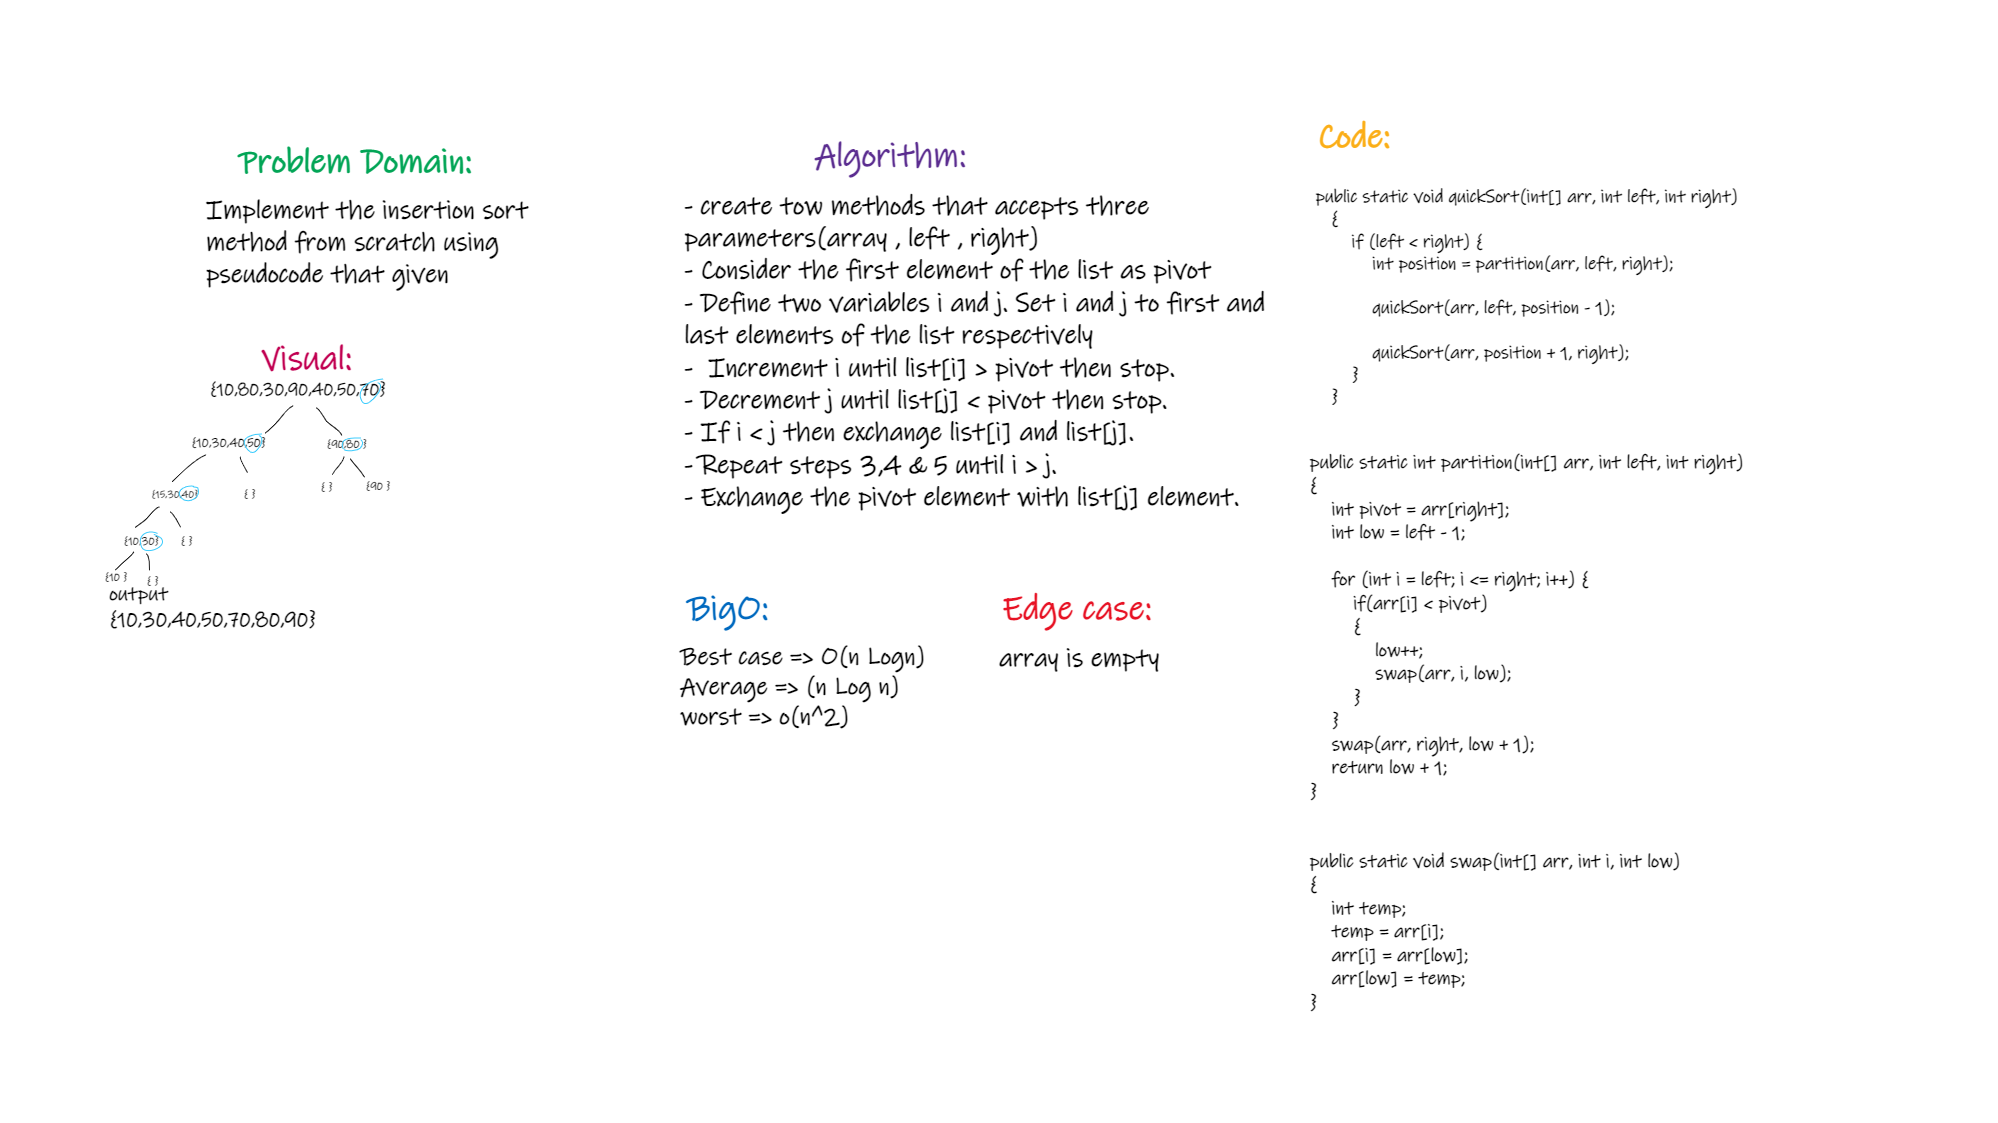 Problem Domain:
Implement the insertion sort
method from scratch using
pseudocode that given
Visual:
{10,80,30,90,40,50,70}
{10,30,40,50}
{90,80}
{15,30,40}
{ }
{ }
{90 }
{10,30}
{ }
{10 }
{ }
output
{10,30,40,50,70,80,90}
Algorithm:
- create tow methods that accepts three
parameters(array , left , right)
- Consider the first element of the list as pivot
- Define two variables i and j. Set i and j to first and
last elements of the list respectively
- Increment i until list[i] > pivot then stop.
- Decrement j until list[j] < pivot then stop.
- If i < j then exchange list[i] and list[j].
- Repeat steps 3,4 & 5 until i > j.
- Exchange the pivot element with list[j] element.
BigO:
Best case => O(n Logn)
Average => (n Log n)
worst => o(n^2)
Edge case:
array is empty
Code:
public static void quickSort(int[] arr, int left, int right)
{
if (left < right) {
int position = partition(arr, left, right);
quickSort(arr, left, position - 1);
quickSort(arr, position + 1, right);
}
}
public static int partition(int[] arr, int left, int right)
{
int pivot = arr[right];
int low = left - 1;
for (int i = left; i <= right; i++) {
if(arr[i] < pivot)
{
low++;
swap(arr, i, low);
}
}
swap(arr, right, low + 1);
return low + 1;
}
public static void swap(int[] arr, int i, int low)
{
int temp;
temp = arr[i];
arr[i] = arr[low];
arr[low] = temp;
}